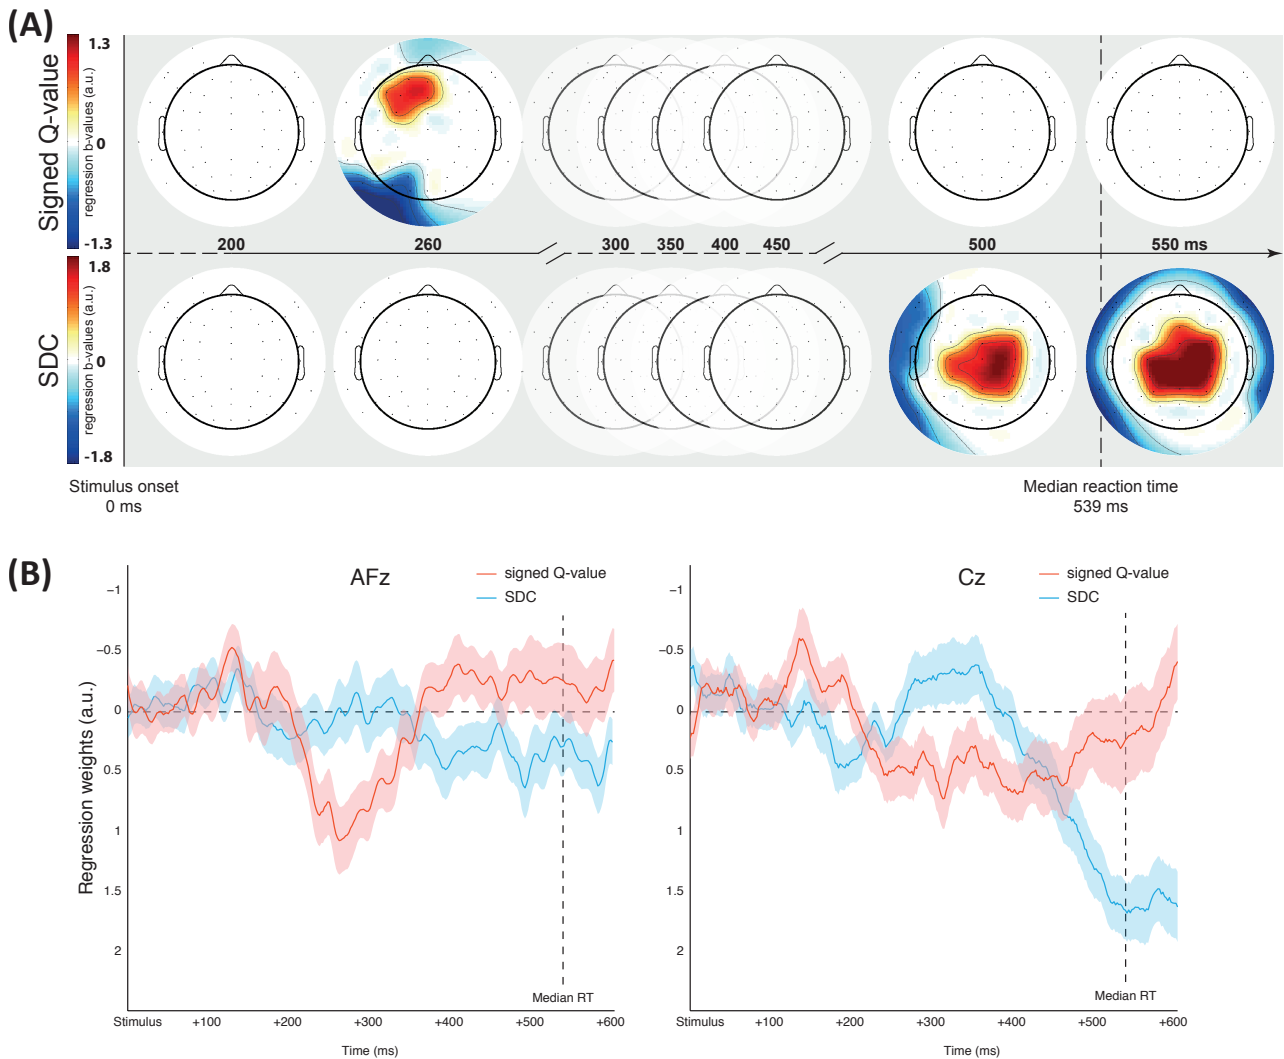 (A)
Signed Q-value
regression b-values (a.u.)
1.3
0
-1.3
200 260 300 350 400 450 500 550 ms
SDC
regression b-values (a.u.)
1.8
0
-1.8
Stimulus onset
0 ms
Median reaction time
539 ms
(B)
AFz
signed Q-value
SDC
Regression weights (a.u.)
−1
−0.5
0
0.5
1
1.5
2
Median RT
Stimulus +100 +200 +300 +400 +500 +600
Time (ms)
Cz
signed Q-value
SDC
−1
−0.5
0
0.5
1
1.5
2
Median RT
Stimulus +100 +200 +300 +400 +500 +600
Time (ms)